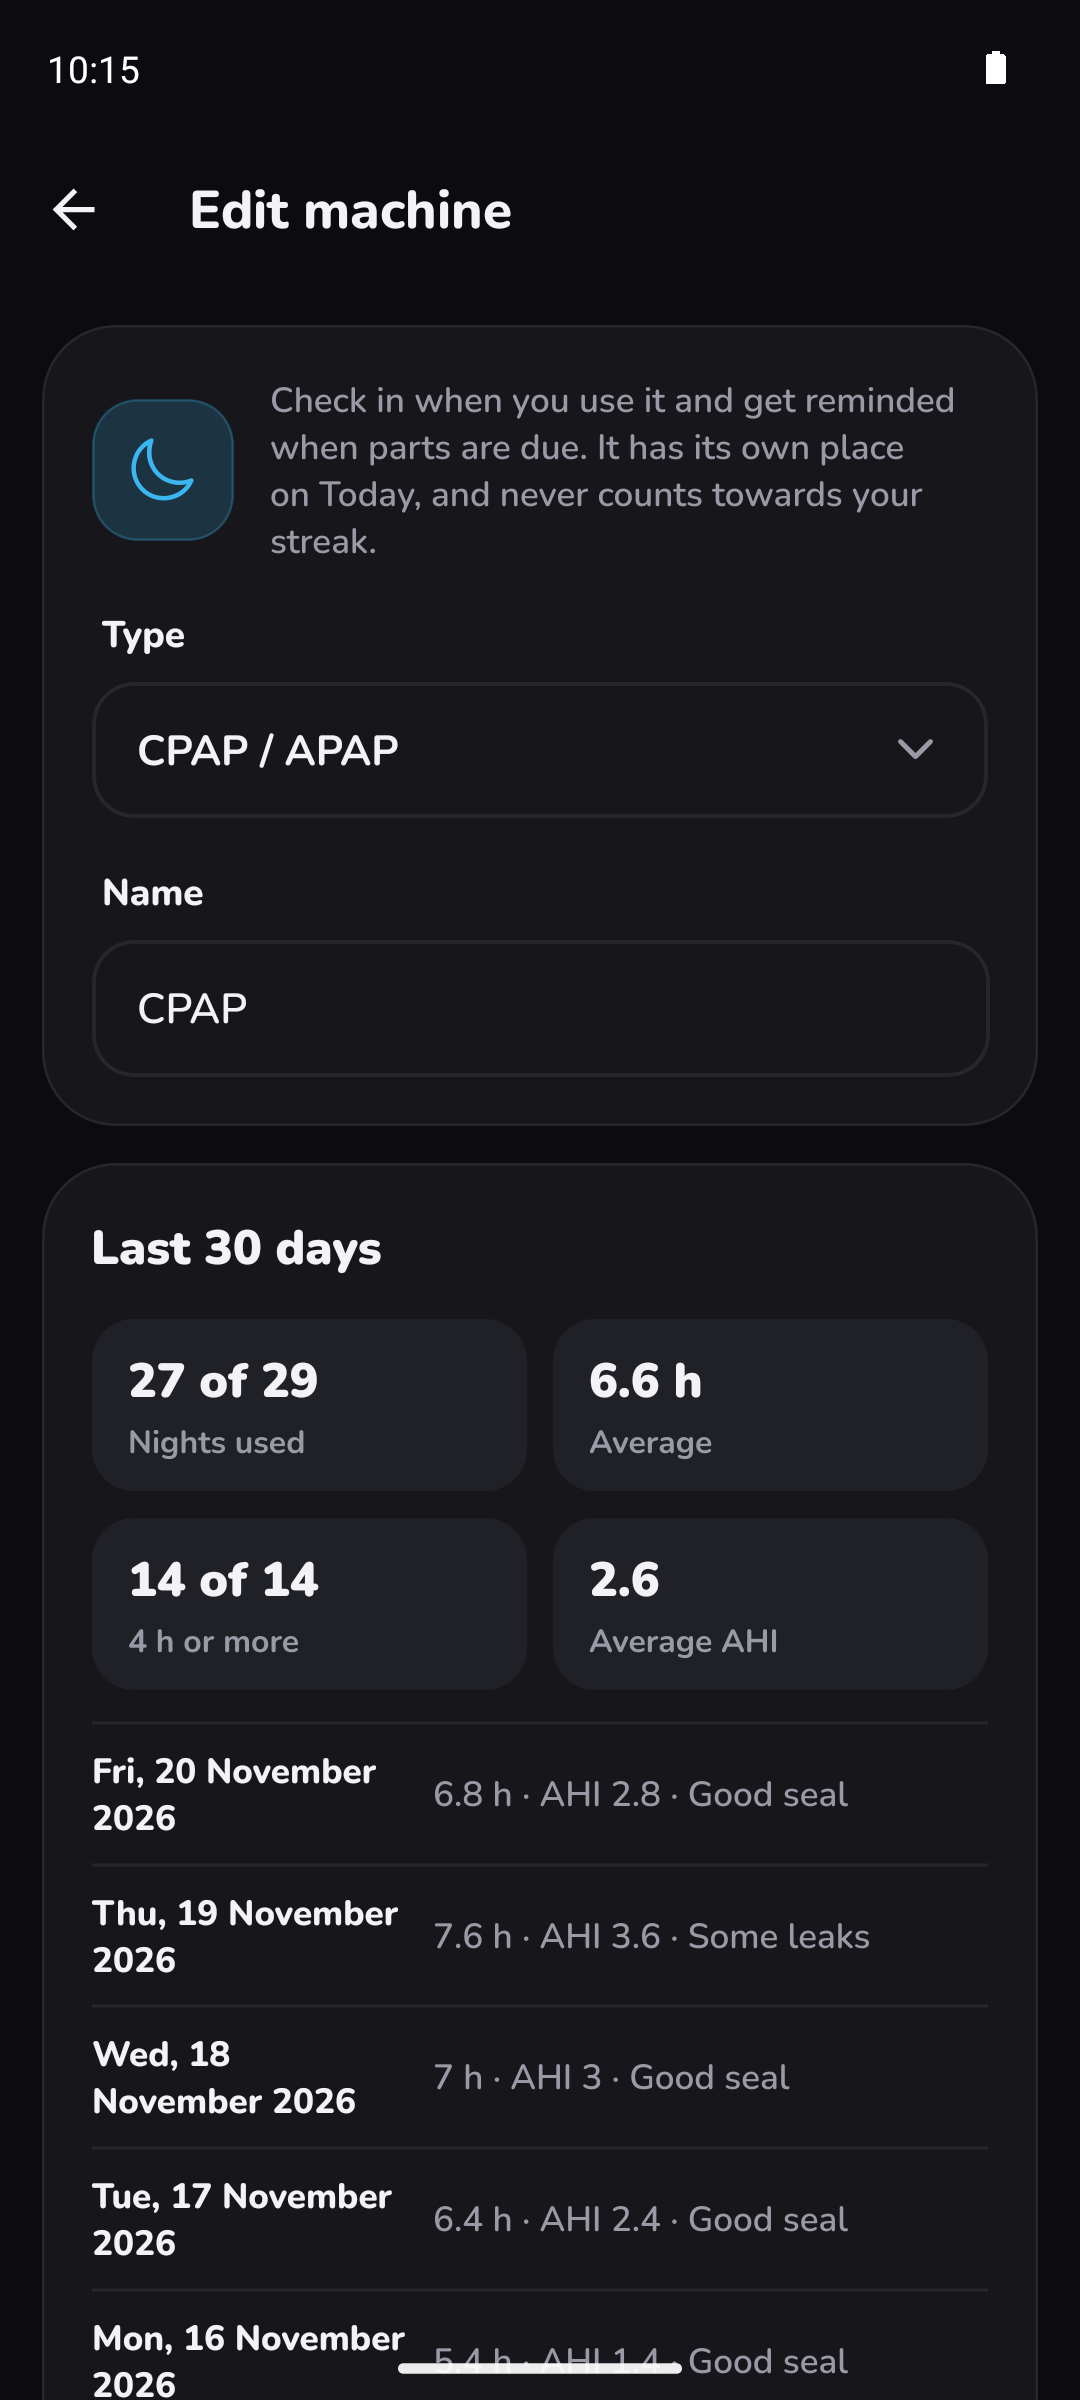 10:15
Edit machine
Check in when you use it and get reminded
when parts are due. It has its own place
on Today, and never counts towards your
streak.
Type
CPAP / APAP
Name
CPAP
Last 30 days
27 of 29
Nights used
6.6 h
Average
14 of 14
4 h or more
2.6
Average AHI
Fri, 20 November
2026
6.8 h · AHI 2.8 · Good seal
Thu, 19 November
2026
7.6 h · AHI 3.6 · Some leaks
Wed, 18
November 2026
7 h · AHI 3 · Good seal
Tue, 17 November
2026
6.4 h · AHI 2.4 · Good seal
Mon, 16 November
2026
5.4 h · AHI 1.4 · Good seal